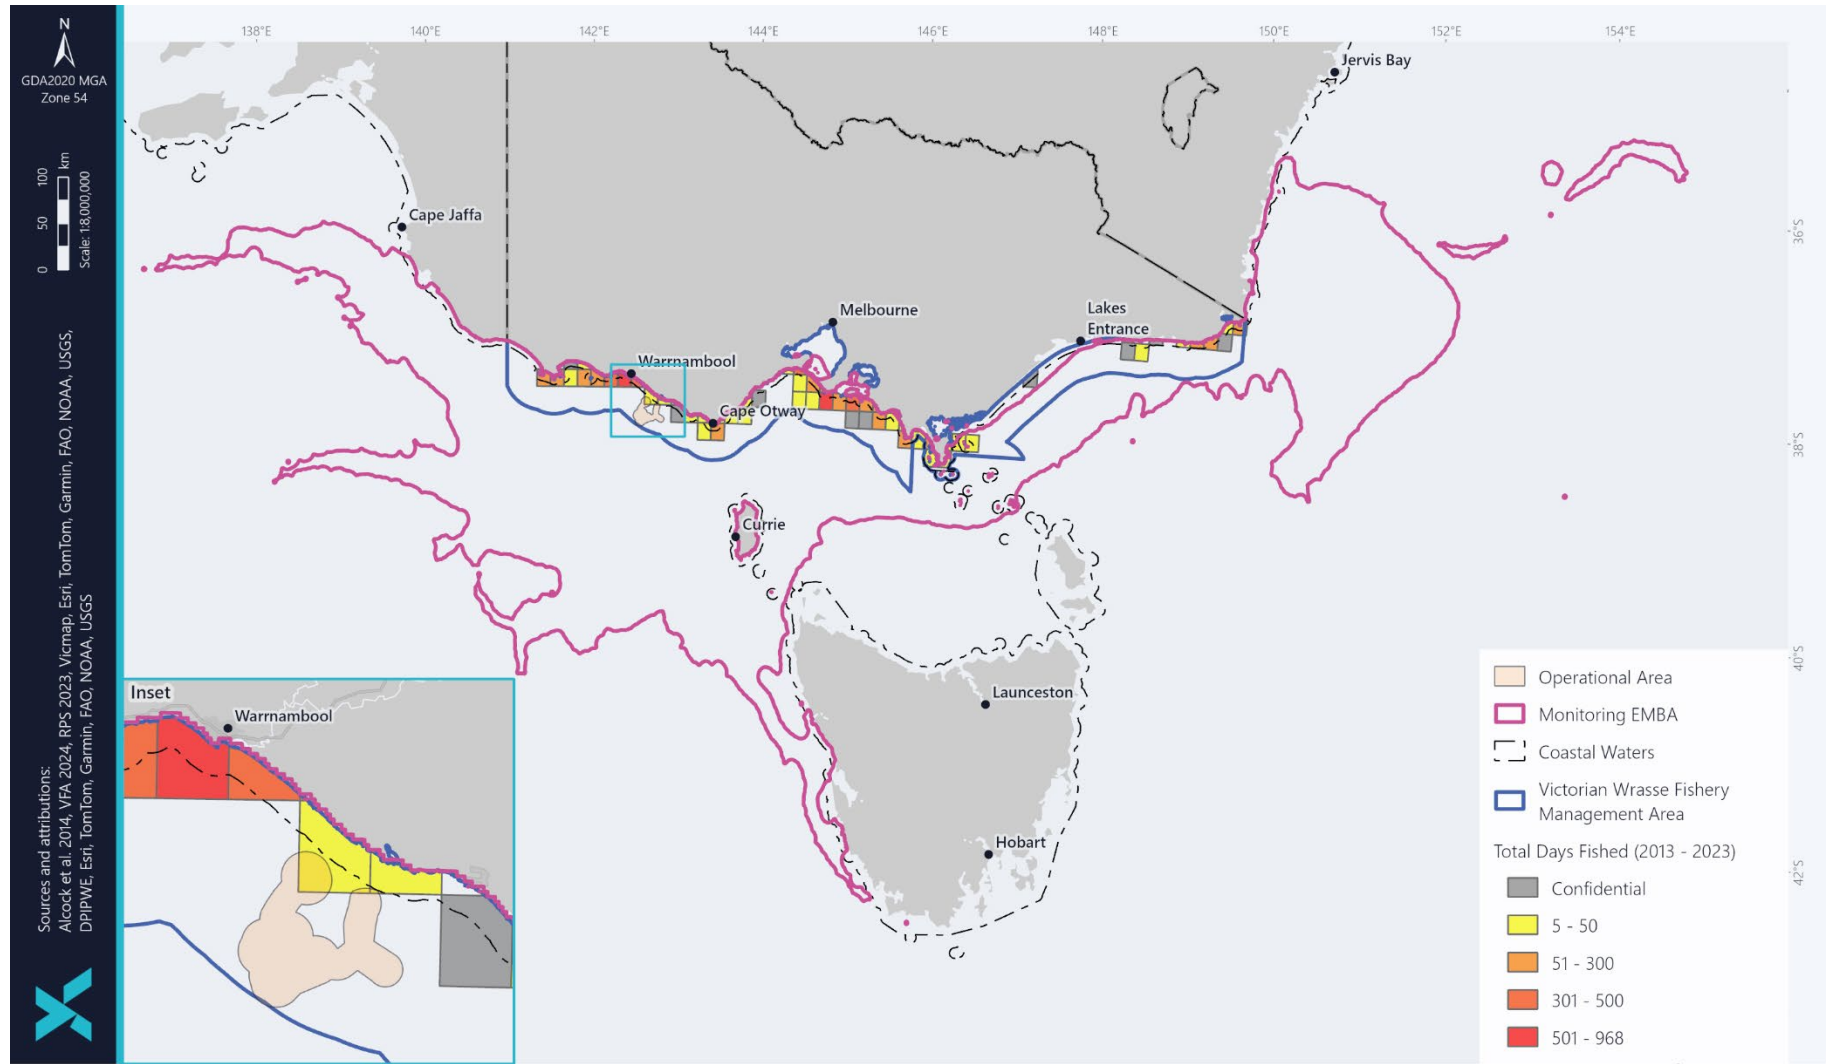 N
GDA2020 MGA
Zone 54
0 50 100
km
Scale: 1:8,000,000
Sources and attributions:
Alcock et al. 2014, VFA 2024, RPS 2023, Vicmap, Esri, TomTom, Garmin, FAO, NOAA, USGS,
DPIPWE, Esri, TomTom, Garmin, FAO, NOAA, USGS
138°E
140°E
142°E
144°E
146°E
148°E
150°E
152°E
154°E
36°S
38°S
40°S
42°S
Jervis Bay
Cape Jaffa
Melbourne
Lakes
Entrance
Warrnambool
Cape Otway
Currie
Launceston
Hobart
Inset
Warrnambool
Operational Area
Monitoring EMBA
Coastal Waters
Victorian Wrasse Fishery
Management Area
Total Days Fished (2013 - 2023)
Confidential
5 - 50
51 - 300
301 - 500
501 - 968